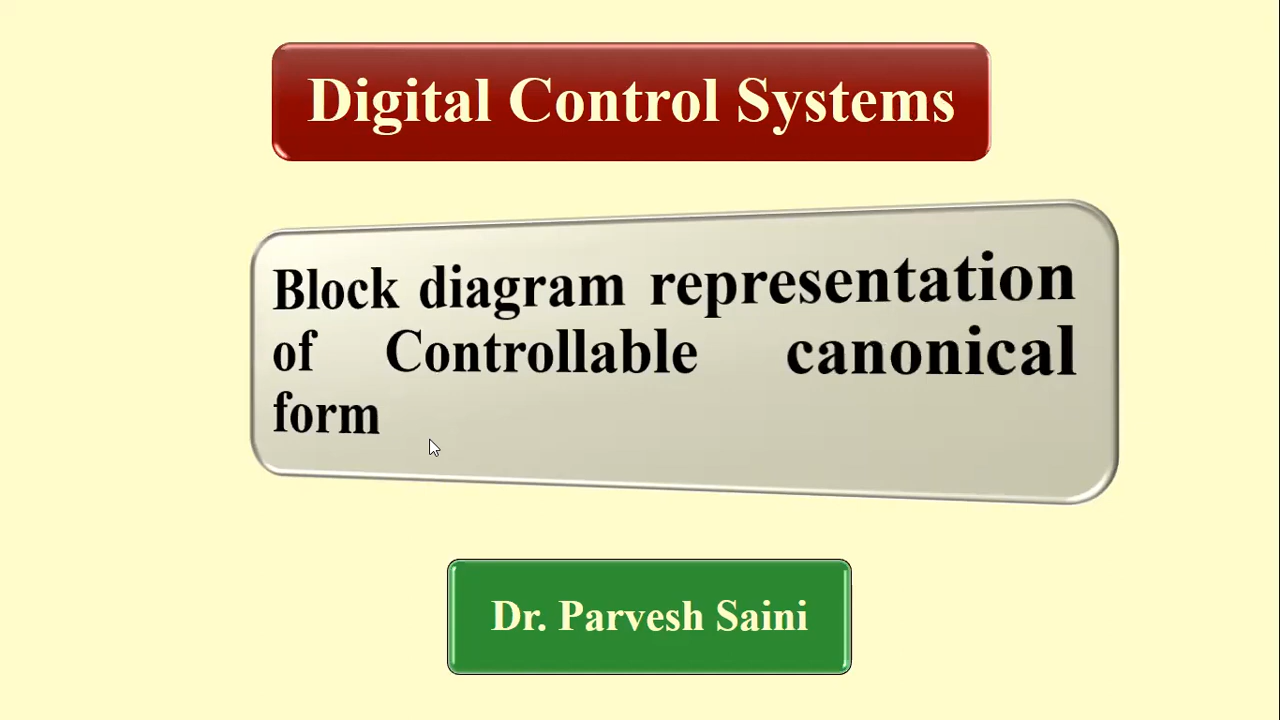 Digital Control Systems
Block diagram representation
of Controllable canonical
form
Dr. Parvesh Saini